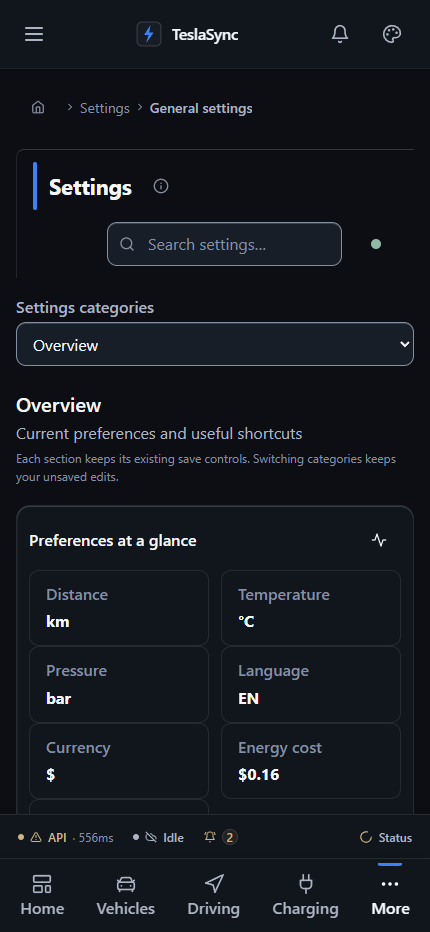 TeslaSync
Settings > General settings
Settings
Search settings...
Settings categories
Overview
Overview
Current preferences and useful shortcuts
Each section keeps its existing save controls. Switching categories keeps
your unsaved edits.
Preferences at a glance
Distance
km
Temperature
°C
Pressure
bar
Language
EN
Currency
$
Energy cost
$0.16
API · 556ms
Idle
2
Status
Home
Vehicles
Driving
Charging
More